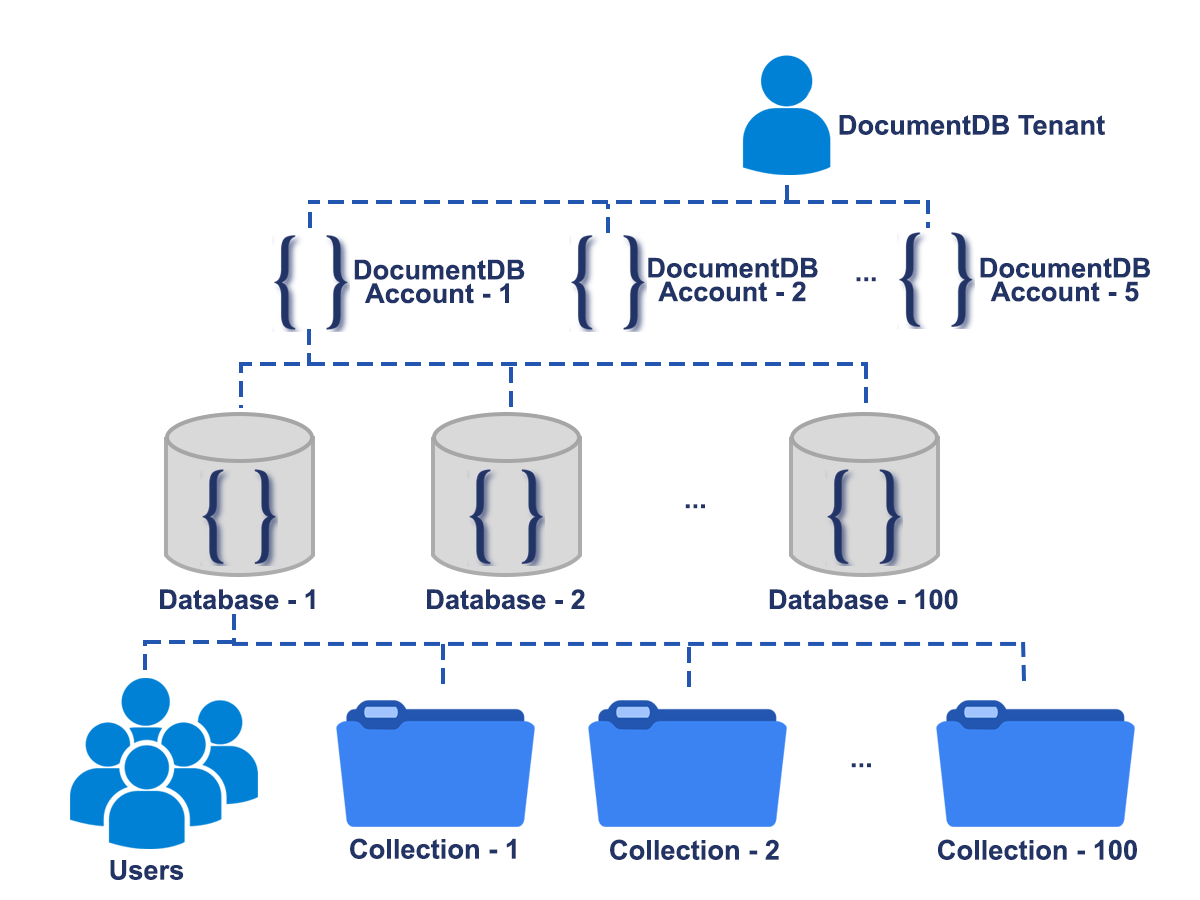 DocumentDB Tenant
DocumentDB
Account - 1
DocumentDB
Account - 2
...
DocumentDB
Account - 5
Database - 1
Database - 2
...
Database - 100
Users
Collection - 1
Collection - 2
...
Collection - 100